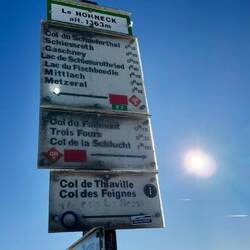 Le HOHNECK
alt. 1363m
Col du Schaeferthal
Schiessroth
Gaschney
Lac de Schiessrothried
Lac du Fischboedle
Mittlach
Metzeral
Col du Falimont
Trois Fours
Col de la Schlucht
Col de Thiaville
Col des Feignes